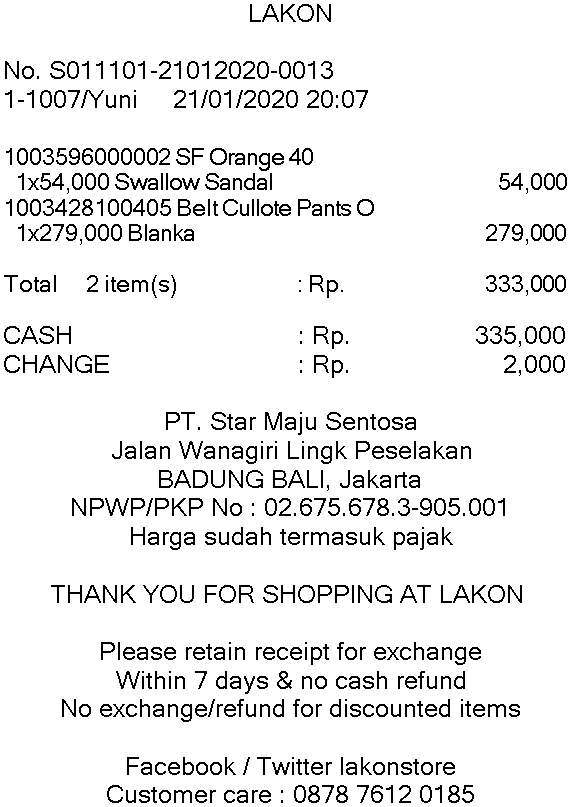 LAKON
No. S011101-21012020-0013
1-1007/Yuni 21/01/2020 20:07
1003596000002 SF Orange 40
1x54,000 Swallow Sandal 54,000
1003428100405 Belt Cullote Pants O
1x279,000 Blanka 279,000
Total 2 item(s) : Rp. 333,000
CASH : Rp. 335,000
CHANGE : Rp. 2,000
PT. Star Maju Sentosa
Jalan Wanagiri Lingk Peselakan
BADUNG BALI, Jakarta
NPWP/PKP No : 02.675.678.3-905.001
Harga sudah termasuk pajak
THANK YOU FOR SHOPPING AT LAKON
Please retain receipt for exchange
Within 7 days & no cash refund
No exchange/refund for discounted items
Facebook / Twitter lakonstore
Customer care : 0878 7612 0185